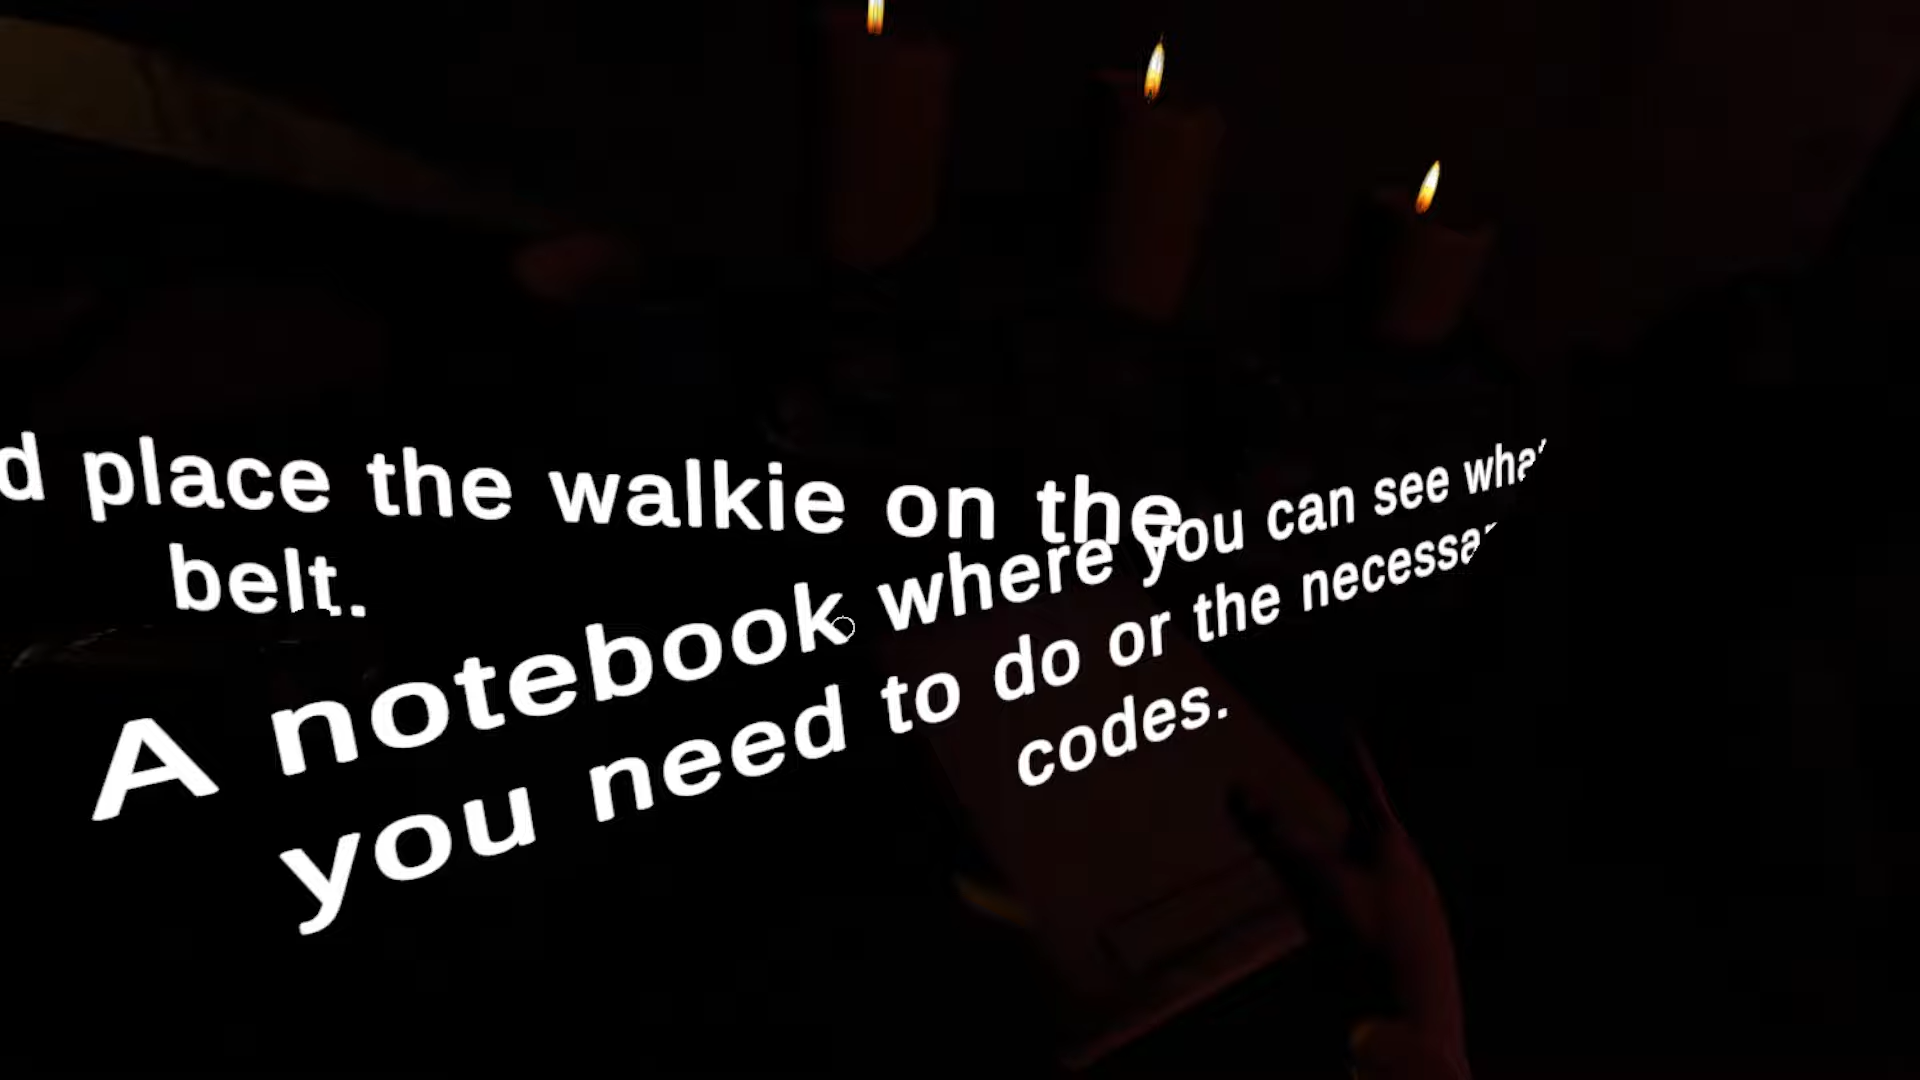 place the walkie on the
belt.
A notebook where you can see
you need to do or the
codes.